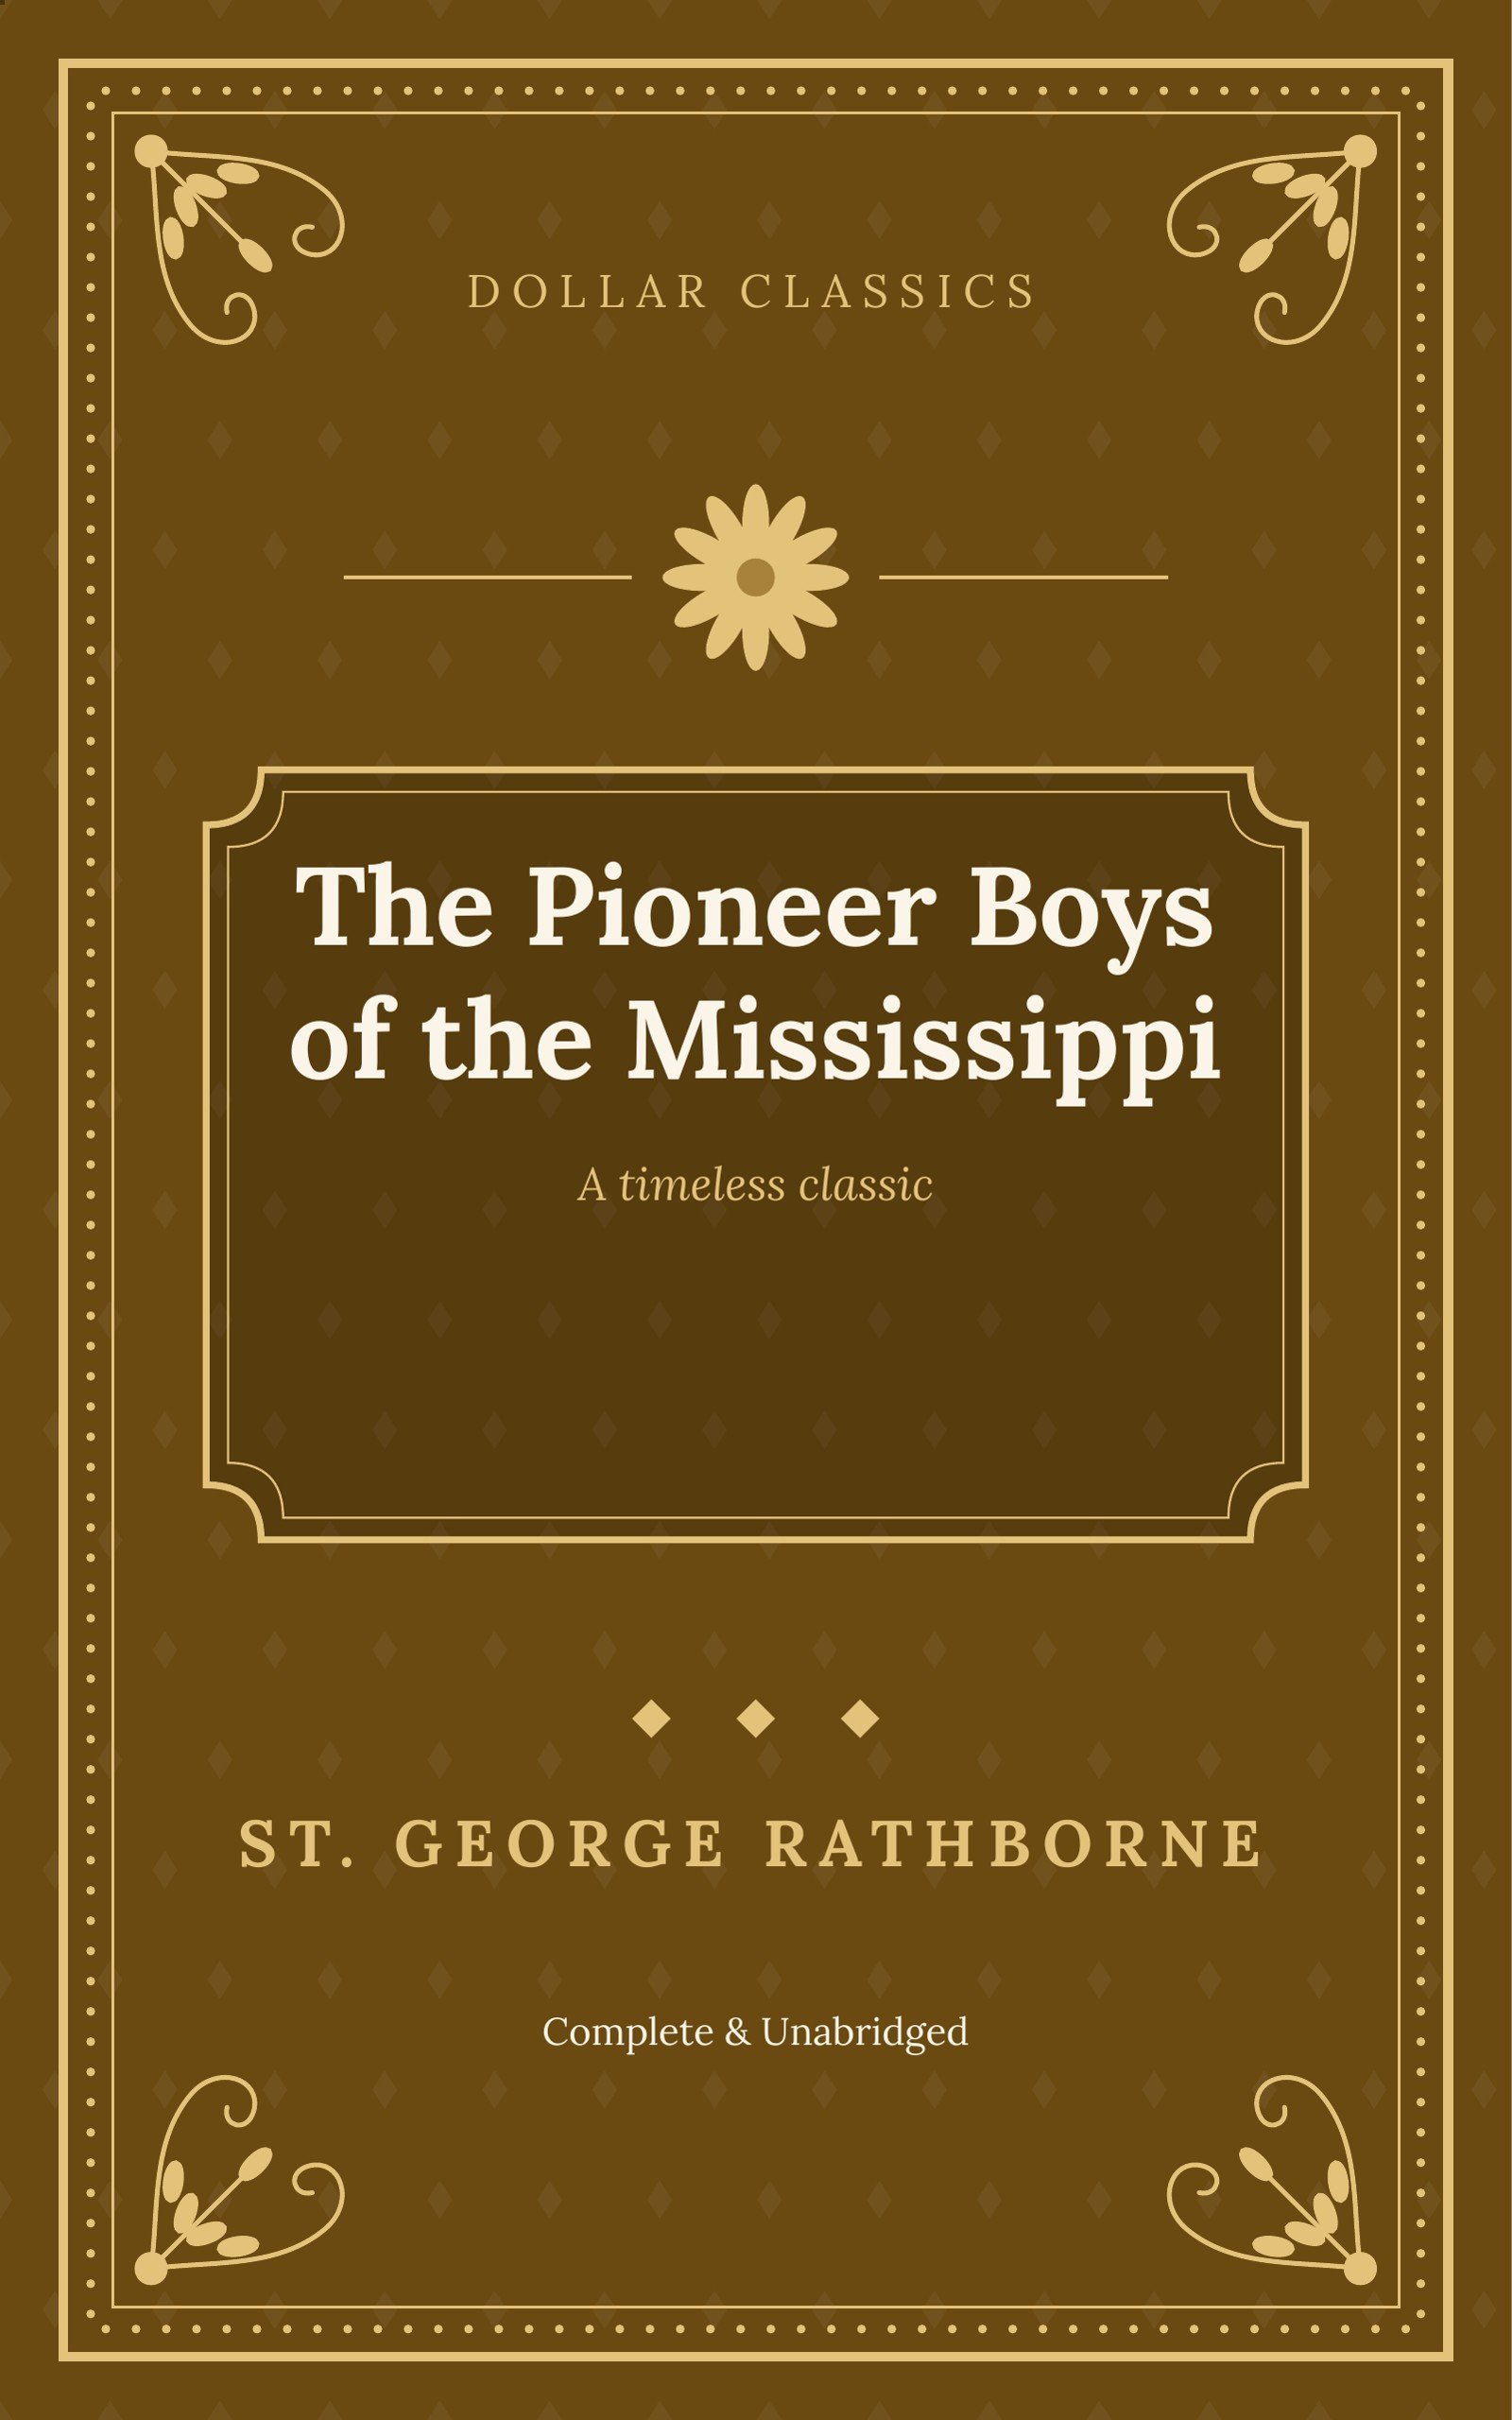 DOLLAR CLASSICS
The Pioneer Boys
of the Mississippi
A timeless classic
ST. GEORGE RATHBORNE
Complete & Unabridged